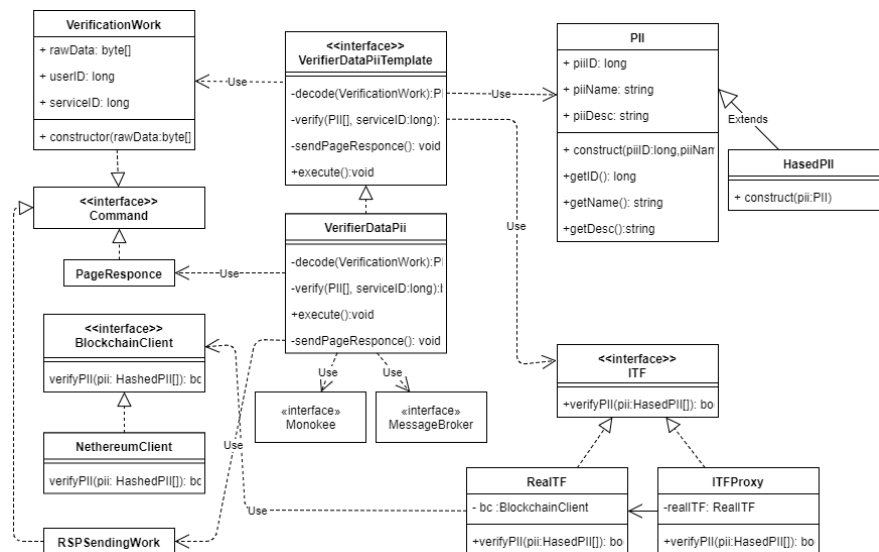 VerificationWork
+ rawData: byte[]
+ userID: long
+ serviceID: long
+ constructor(rawData:byte[]
<<interface>>
VerifierDataPiiTemplate
-decode(VerificationWork):PI
-verify(PII[], serviceID:long):
-sendPageResponce(): void
+execute():void
PII
+ piiID: long
+ piiName: string
+ piiDesc: string
+ construct(piiID:long,piiNam
+getID(): long
+getName(): string
+getDesc():string
Use
Use
Extends
HasedPII
+ construct(pii:PII)
<<interface>>
Command
PageResponce
Use
VerifierDataPii
-decode(VerificationWork):PI
-verify(PII[], serviceID:long):b
+execute():void
-sendPageResponce(): void
Use
<<interface>>
BlockchainClient
verifyPII(pii: HashedPII[]): bo
NethereumClient
verifyPII(pii: HashedPII[]): bo
Use
Use
«interface»
Monokee
«interface»
MessageBroker
Use
<<interface>>
ITF
+verifyPII(pii:HasedPII[]): bo
RealTF
- bc :BlockchainClient
+verifyPII(pii:HasedPII[]): bo
ITFProxy
-realITF: RealITF
+verifyPII(pii:HasedPII[]): bo
Use
RSPSendingWork